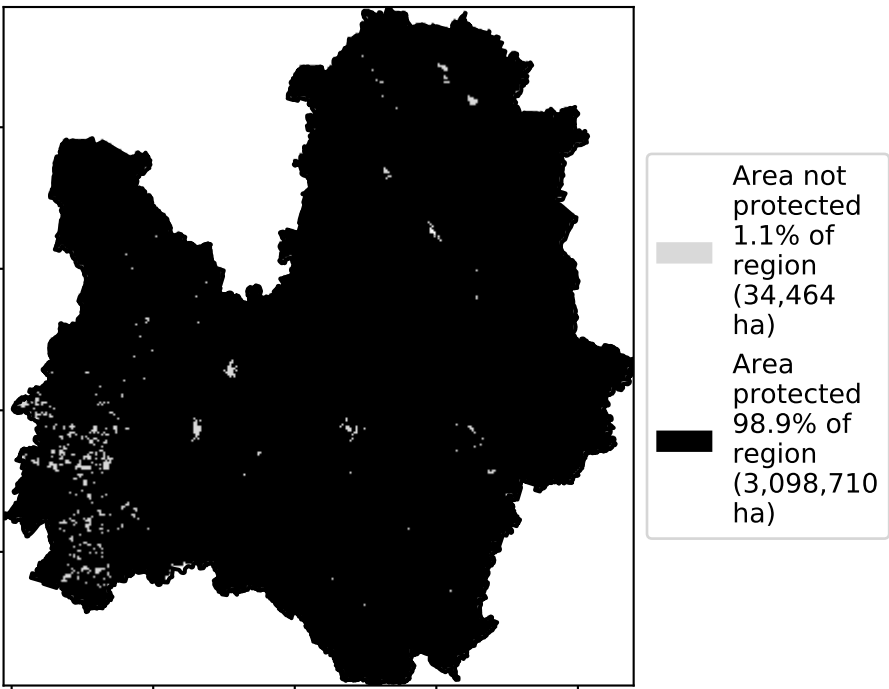 Area not
protected
1.1% of
region
(34,464
ha)
Area
protected
98.9% of
region
(3,098,710
ha)